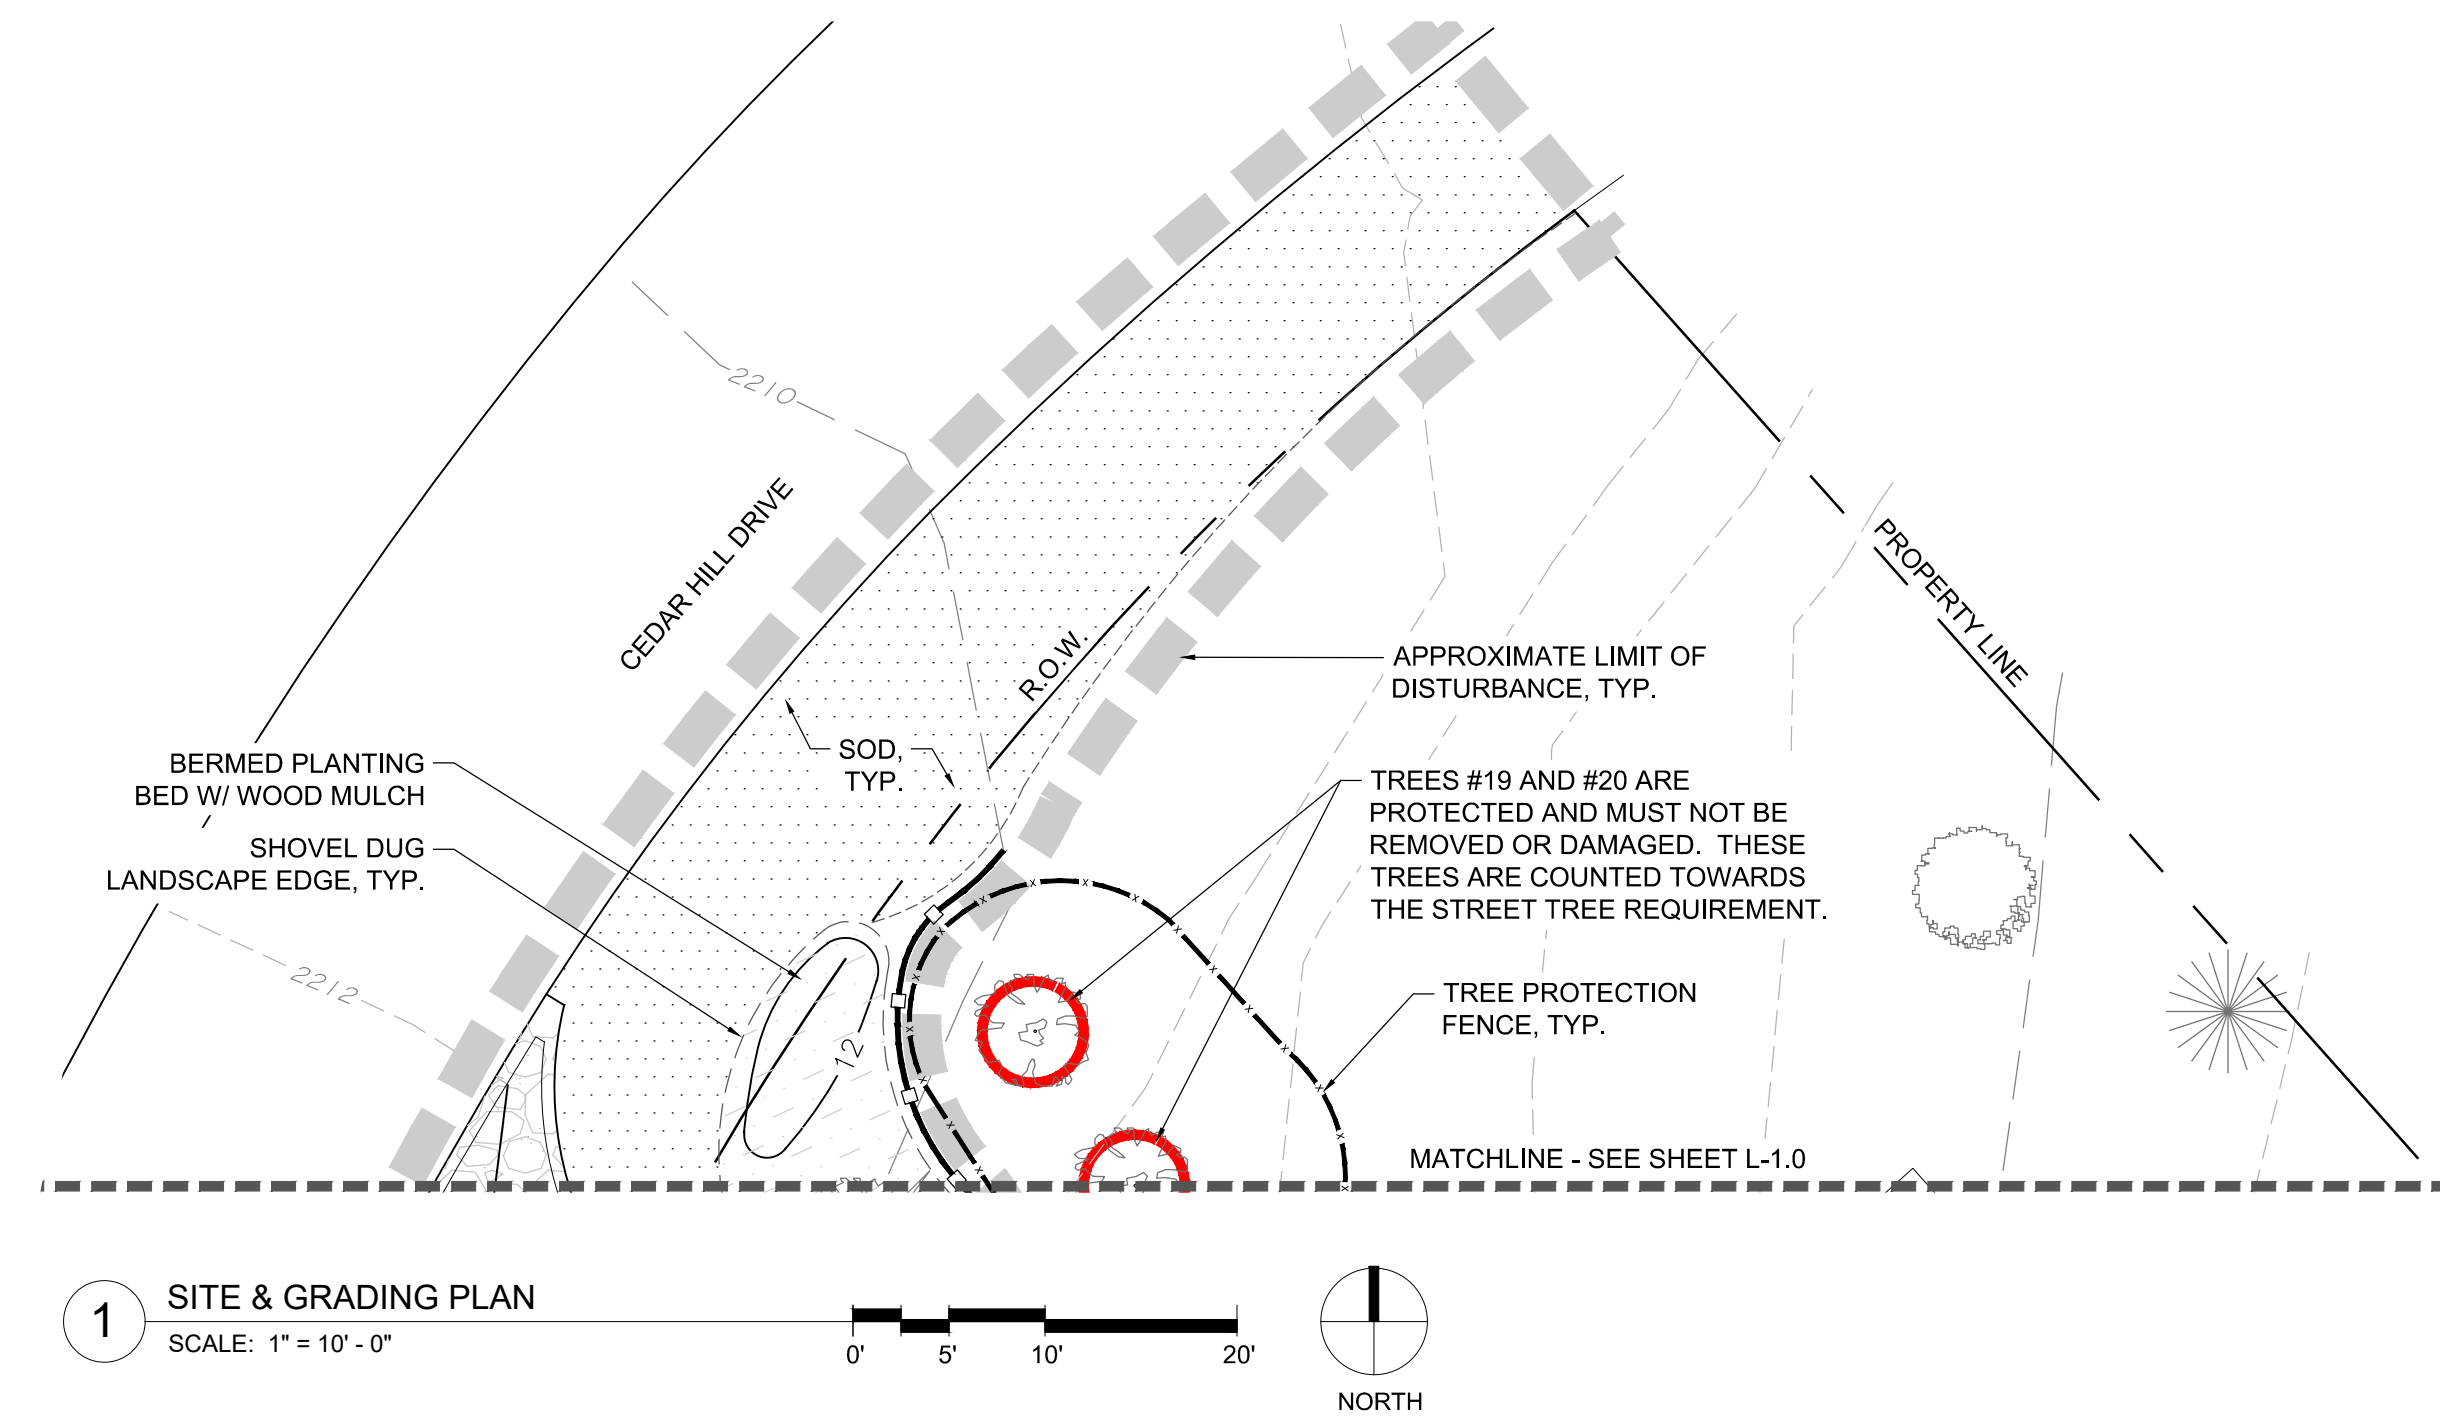 2210
CEDAR HILL DRIVE
R.O.W.
PROPERTY LINE
APPROXIMATE LIMIT OF
DISTURBANCE, TYP.
BERMED PLANTING
BED W/ WOOD MULCH
SOD,
TYP.
SHOVEL DUG
LANDSCAPE EDGE, TYP.
TREES #19 AND #20 ARE
PROTECTED AND MUST NOT BE
REMOVED OR DAMAGED. THESE
TREES ARE COUNTED TOWARDS
THE STREET TREE REQUIREMENT.
2212
12
TREE PROTECTION
FENCE, TYP.
MATCHLINE - SEE SHEET L-1.0
1
SITE & GRADING PLAN
SCALE: 1" = 10' - 0"
0' 5' 10' 20'
NORTH